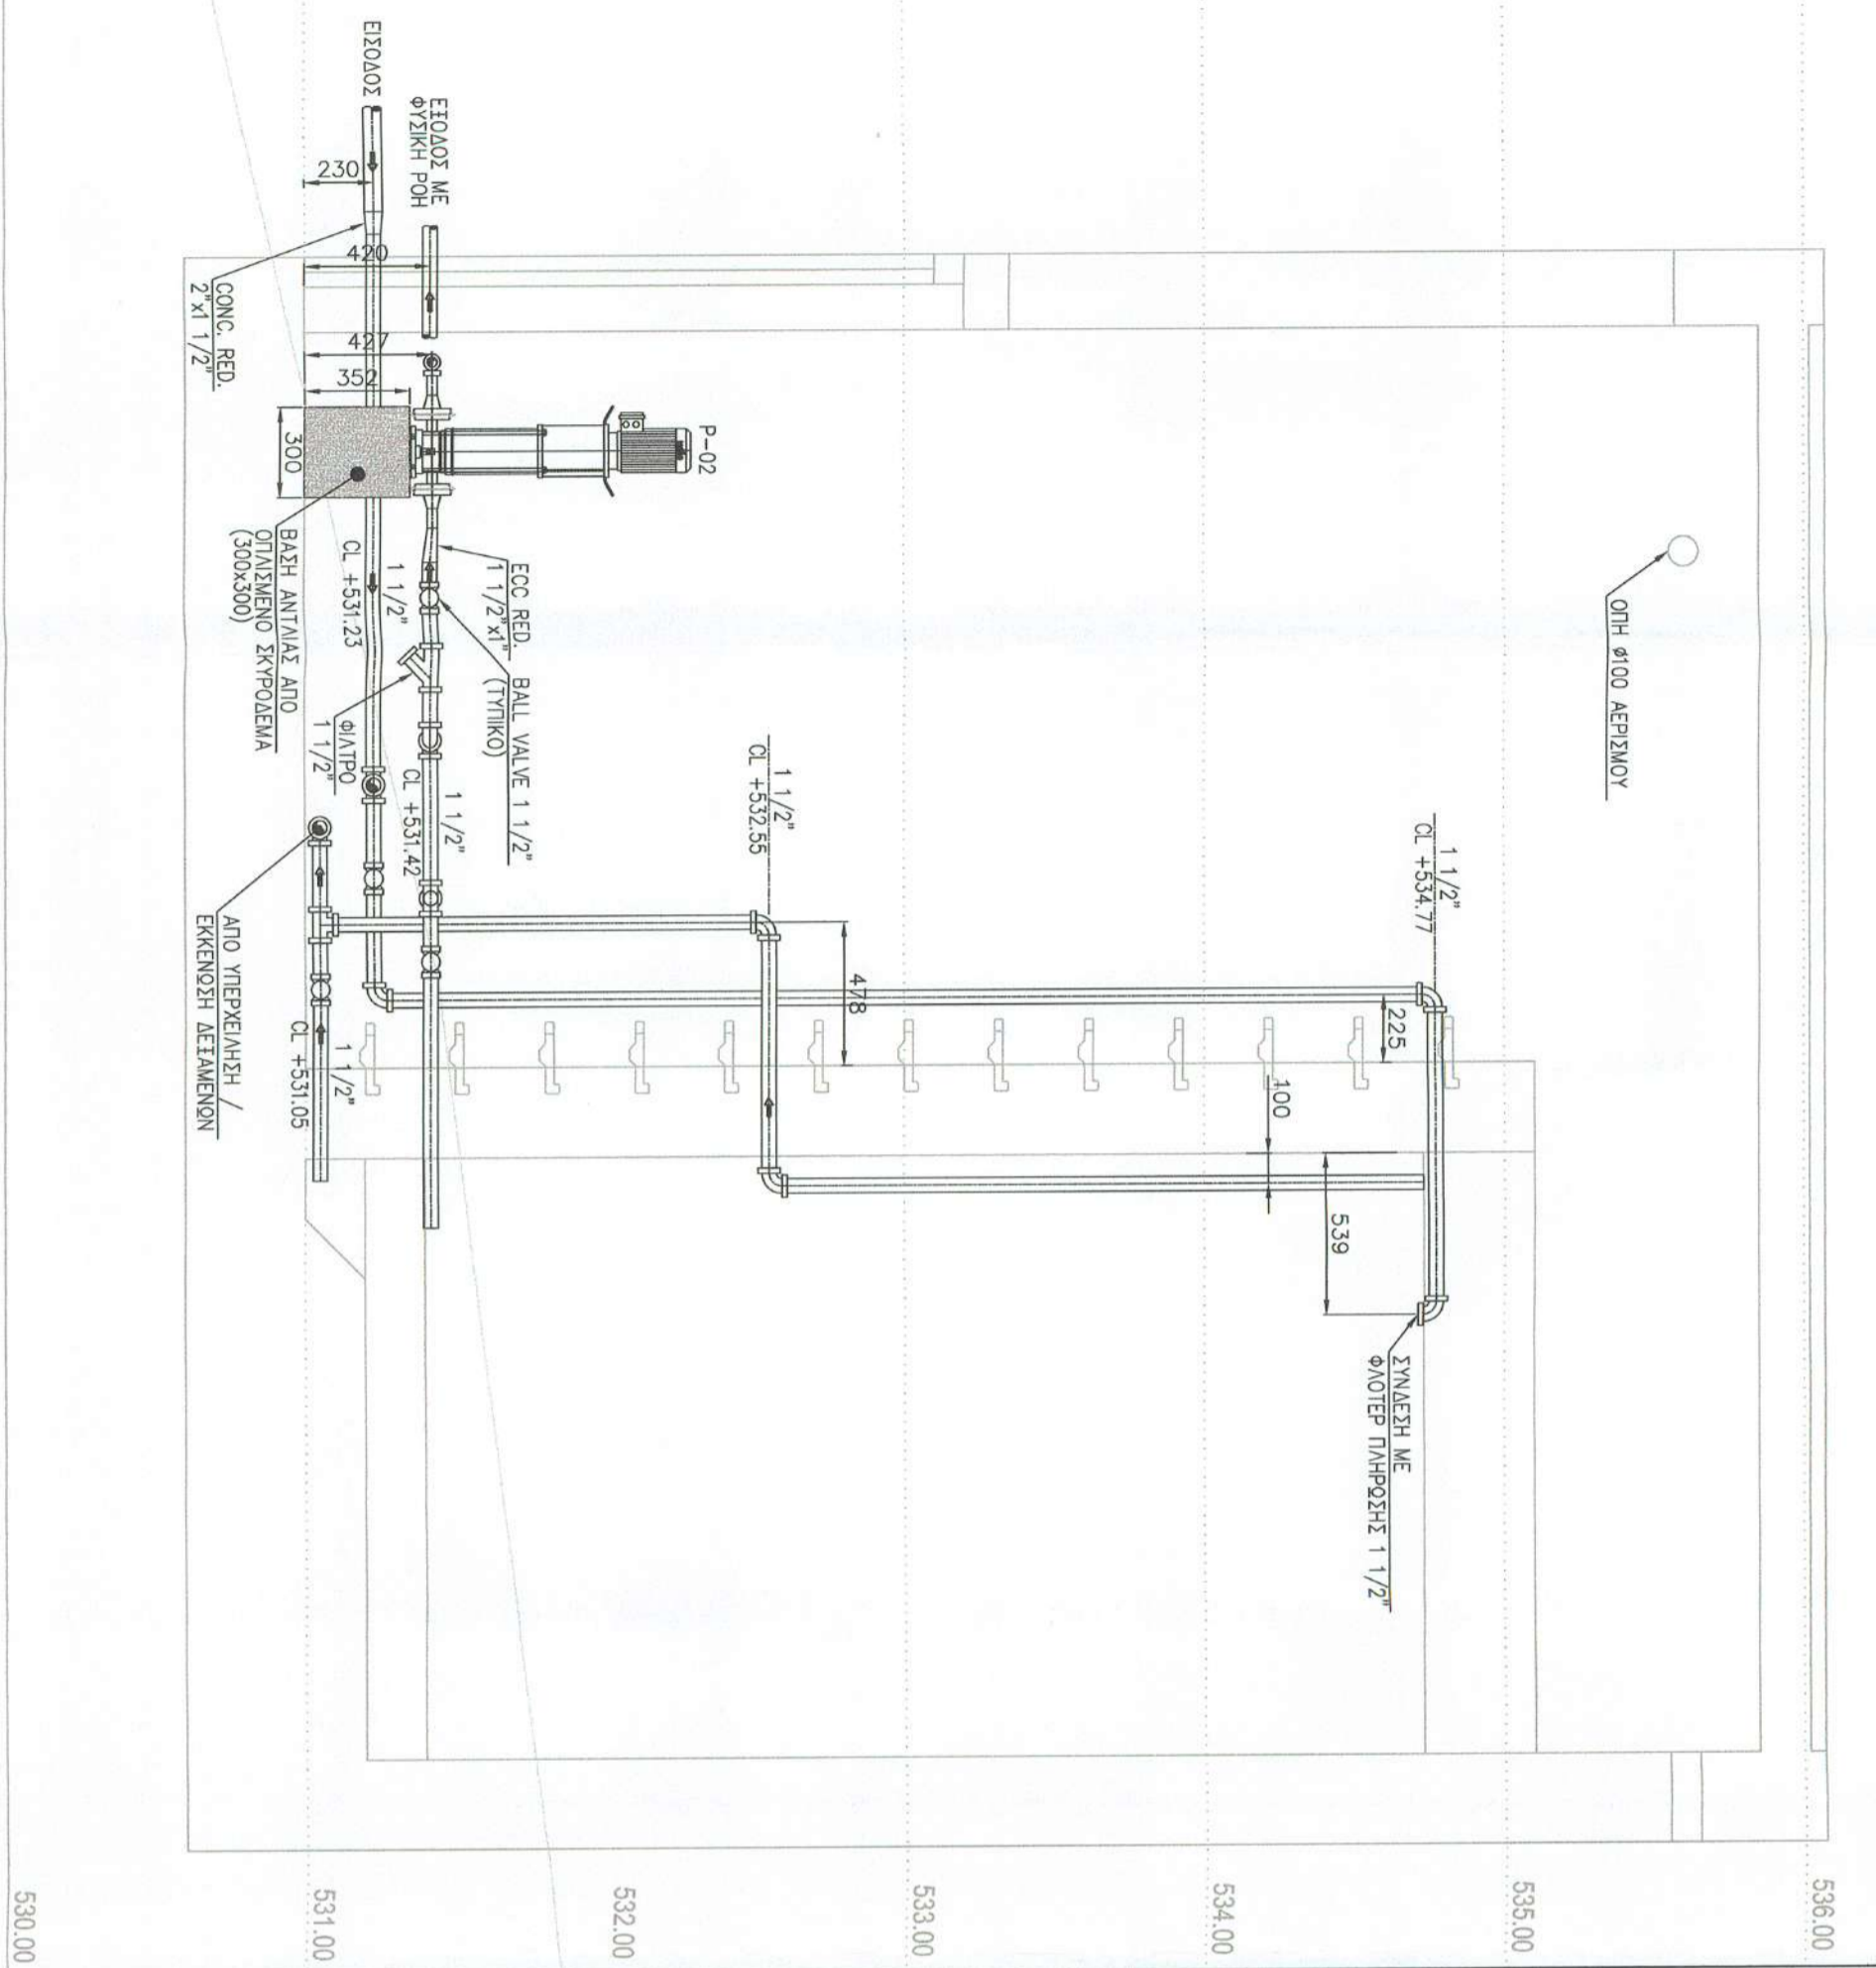 536.00
535.00
534.00
533.00
532.00
531.00
530.00
ΟΠΗ ø100 ΑΕΡΙΣΜΟΥ
1 1/2"
CL +534.77
225
100
539
ΣΥΝΔΕΣΗ ΜΕ
ΦΛΟΤΕΡ ΠΛΗΡΩΣΗΣ 1 1/2"
1 1/2"
CL +532.55
478
P-02
ECC RED.
1 1/2"x1"
BALL VALVE 1 1/2"
(ΤΥΠΙΚΟ)
ΕΞΟΔΟΣ ΜΕ
ΦΥΣΙΚΗ ΡΟΗ
ΕΙΣΟΔΟΣ
230
420
427
352
300
1 1/2"
CL +531.42
1 1/2"
CL +531.23
ΦΙΛΤΡΟ
1 1/2"
1 1/2"
CL +531.05
CONC. RED.
2"x1 1/2"
ΒΑΣΗ ΑΝΤΛΙΑΣ ΑΠΟ
ΟΠΛΙΣΜΕΝΟ ΣΚΥΡΟΔΕΜΑ
(300x300)
ΑΠΟ ΥΠΕΡΧΕΙΛΗΣΗ /
ΕΚΚΕΝΩΣΗ ΔΕΞΑΜΕΝΩΝ